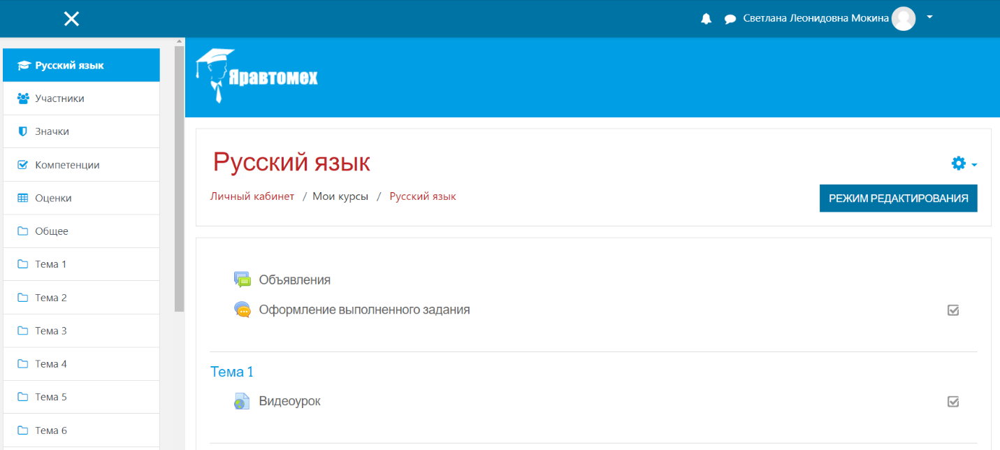 Светлана Леонидовна Мокина
Русский язык
Участники
Значки
Компетенции
Оценки
Общее
Тема 1
Тема 2
Тема 3
Тема 4
Тема 5
Тема 6
Яравтомех
Русский язык
Личный кабинет / Мои курсы / Русский язык
РЕЖИМ РЕДАКТИРОВАНИЯ
Объявления
Оформление выполненного задания
Тема 1
Видеоурок